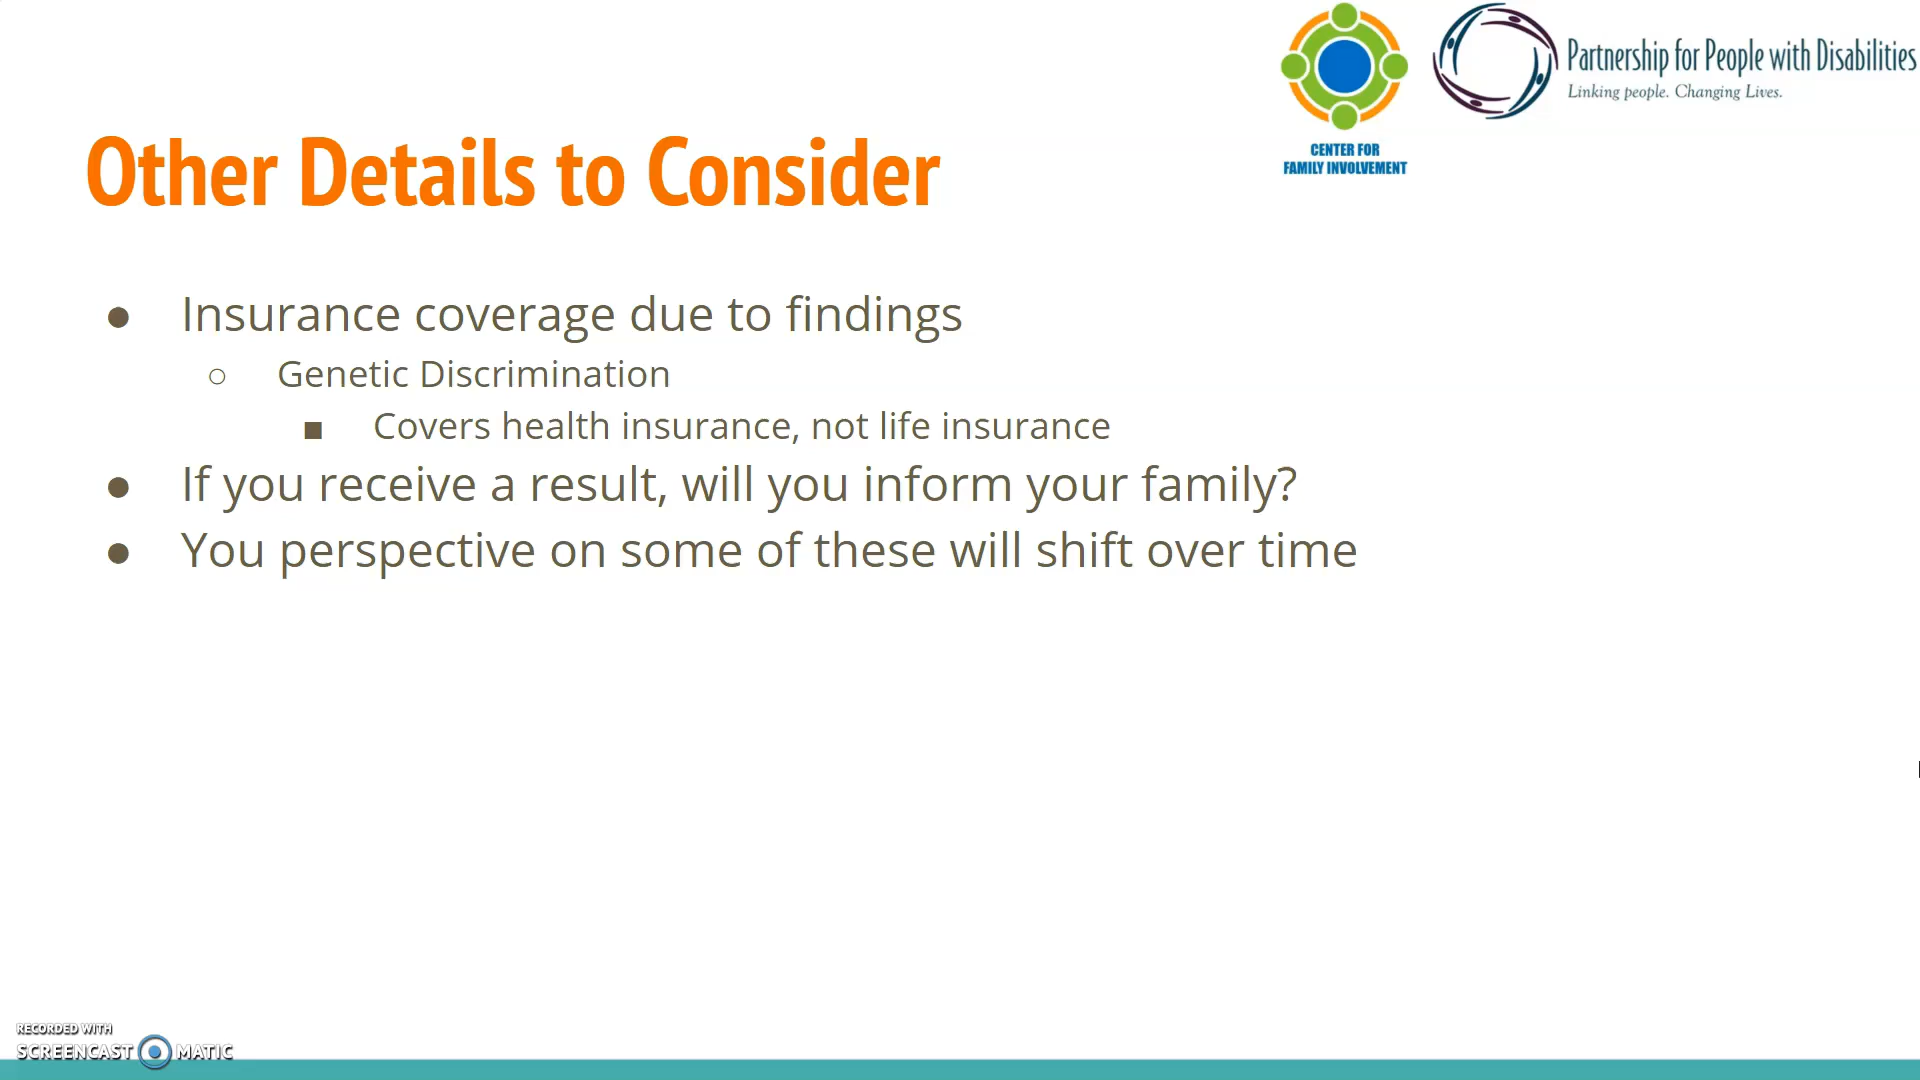 Partnership for People with Disabilities
Linking people. Changing Lives.
CENTER FOR
FAMILY INVOLVEMENT
Other Details to Consider
● Insurance coverage due to findings
○ Genetic Discrimination
■ Covers health insurance, not life insurance
● If you receive a result, will you inform your family?
● You perspective on some of these will shift over time
RECORDED WITH
SCREENCAST MATIC